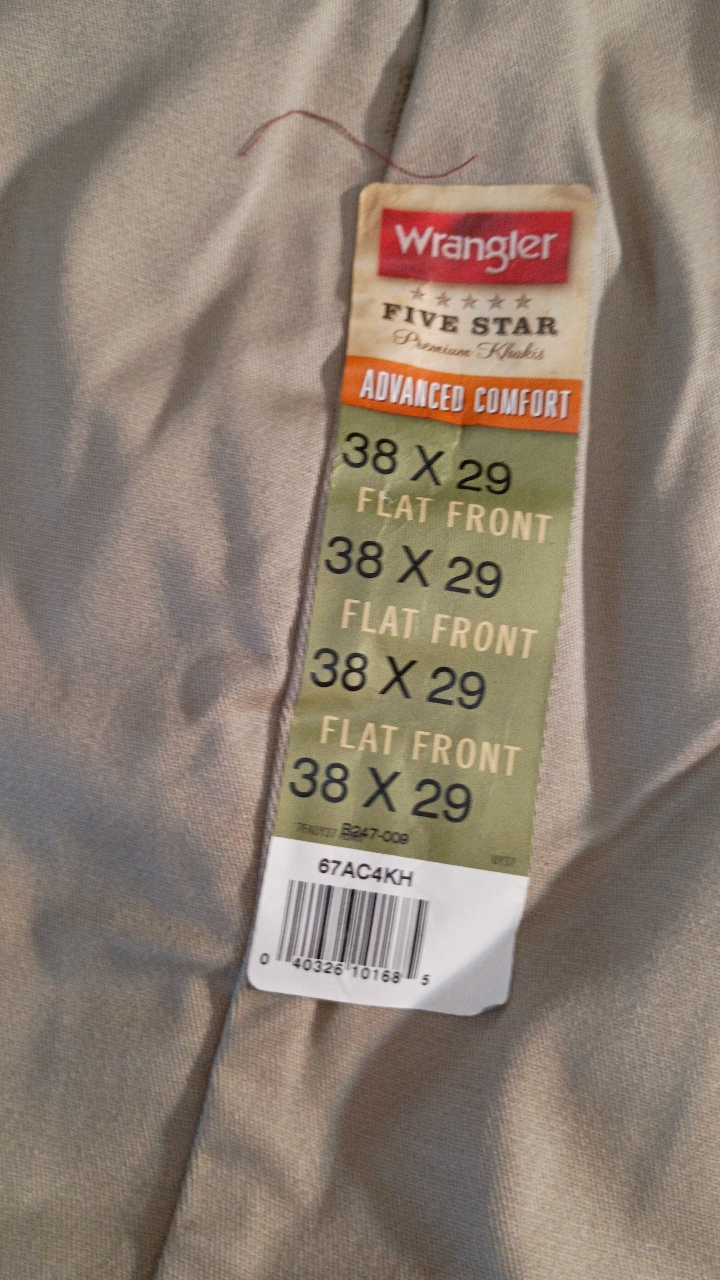 Wrangler
FIVE STAR
Premium Khakis
ADVANCED COMFORT
38 X 29
FLAT FRONT
38 X 29
FLAT FRONT
38 X 29
FLAT FRONT
38 X 29
B247-009
67AC4KH
0 40326 10168 5